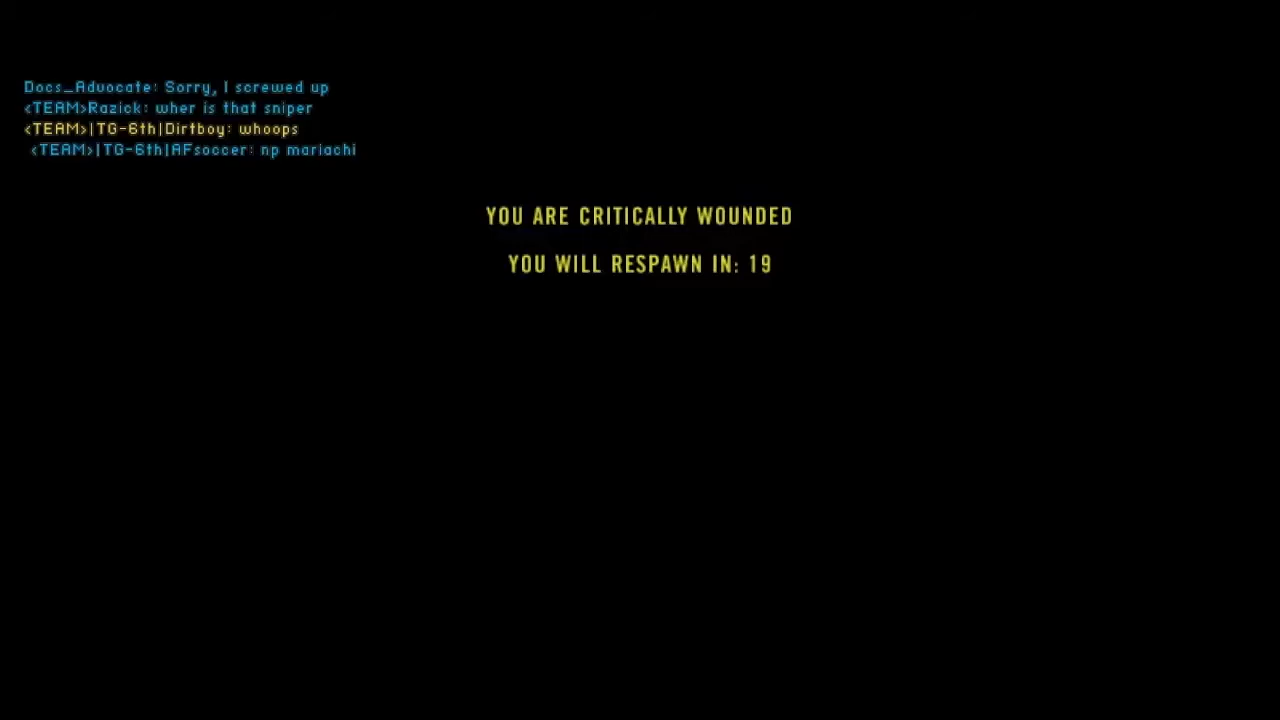 Docs_Advocate: Sorry, I screwed up
<TEAM>Razick: wher is that sniper
<TEAM>|TG-6th|Dirtboy: whoops
<TEAM>|TG-6th|AFsoccer: np mariachi
YOU ARE CRITICALLY WOUNDED
YOU WILL RESPAWN IN: 19